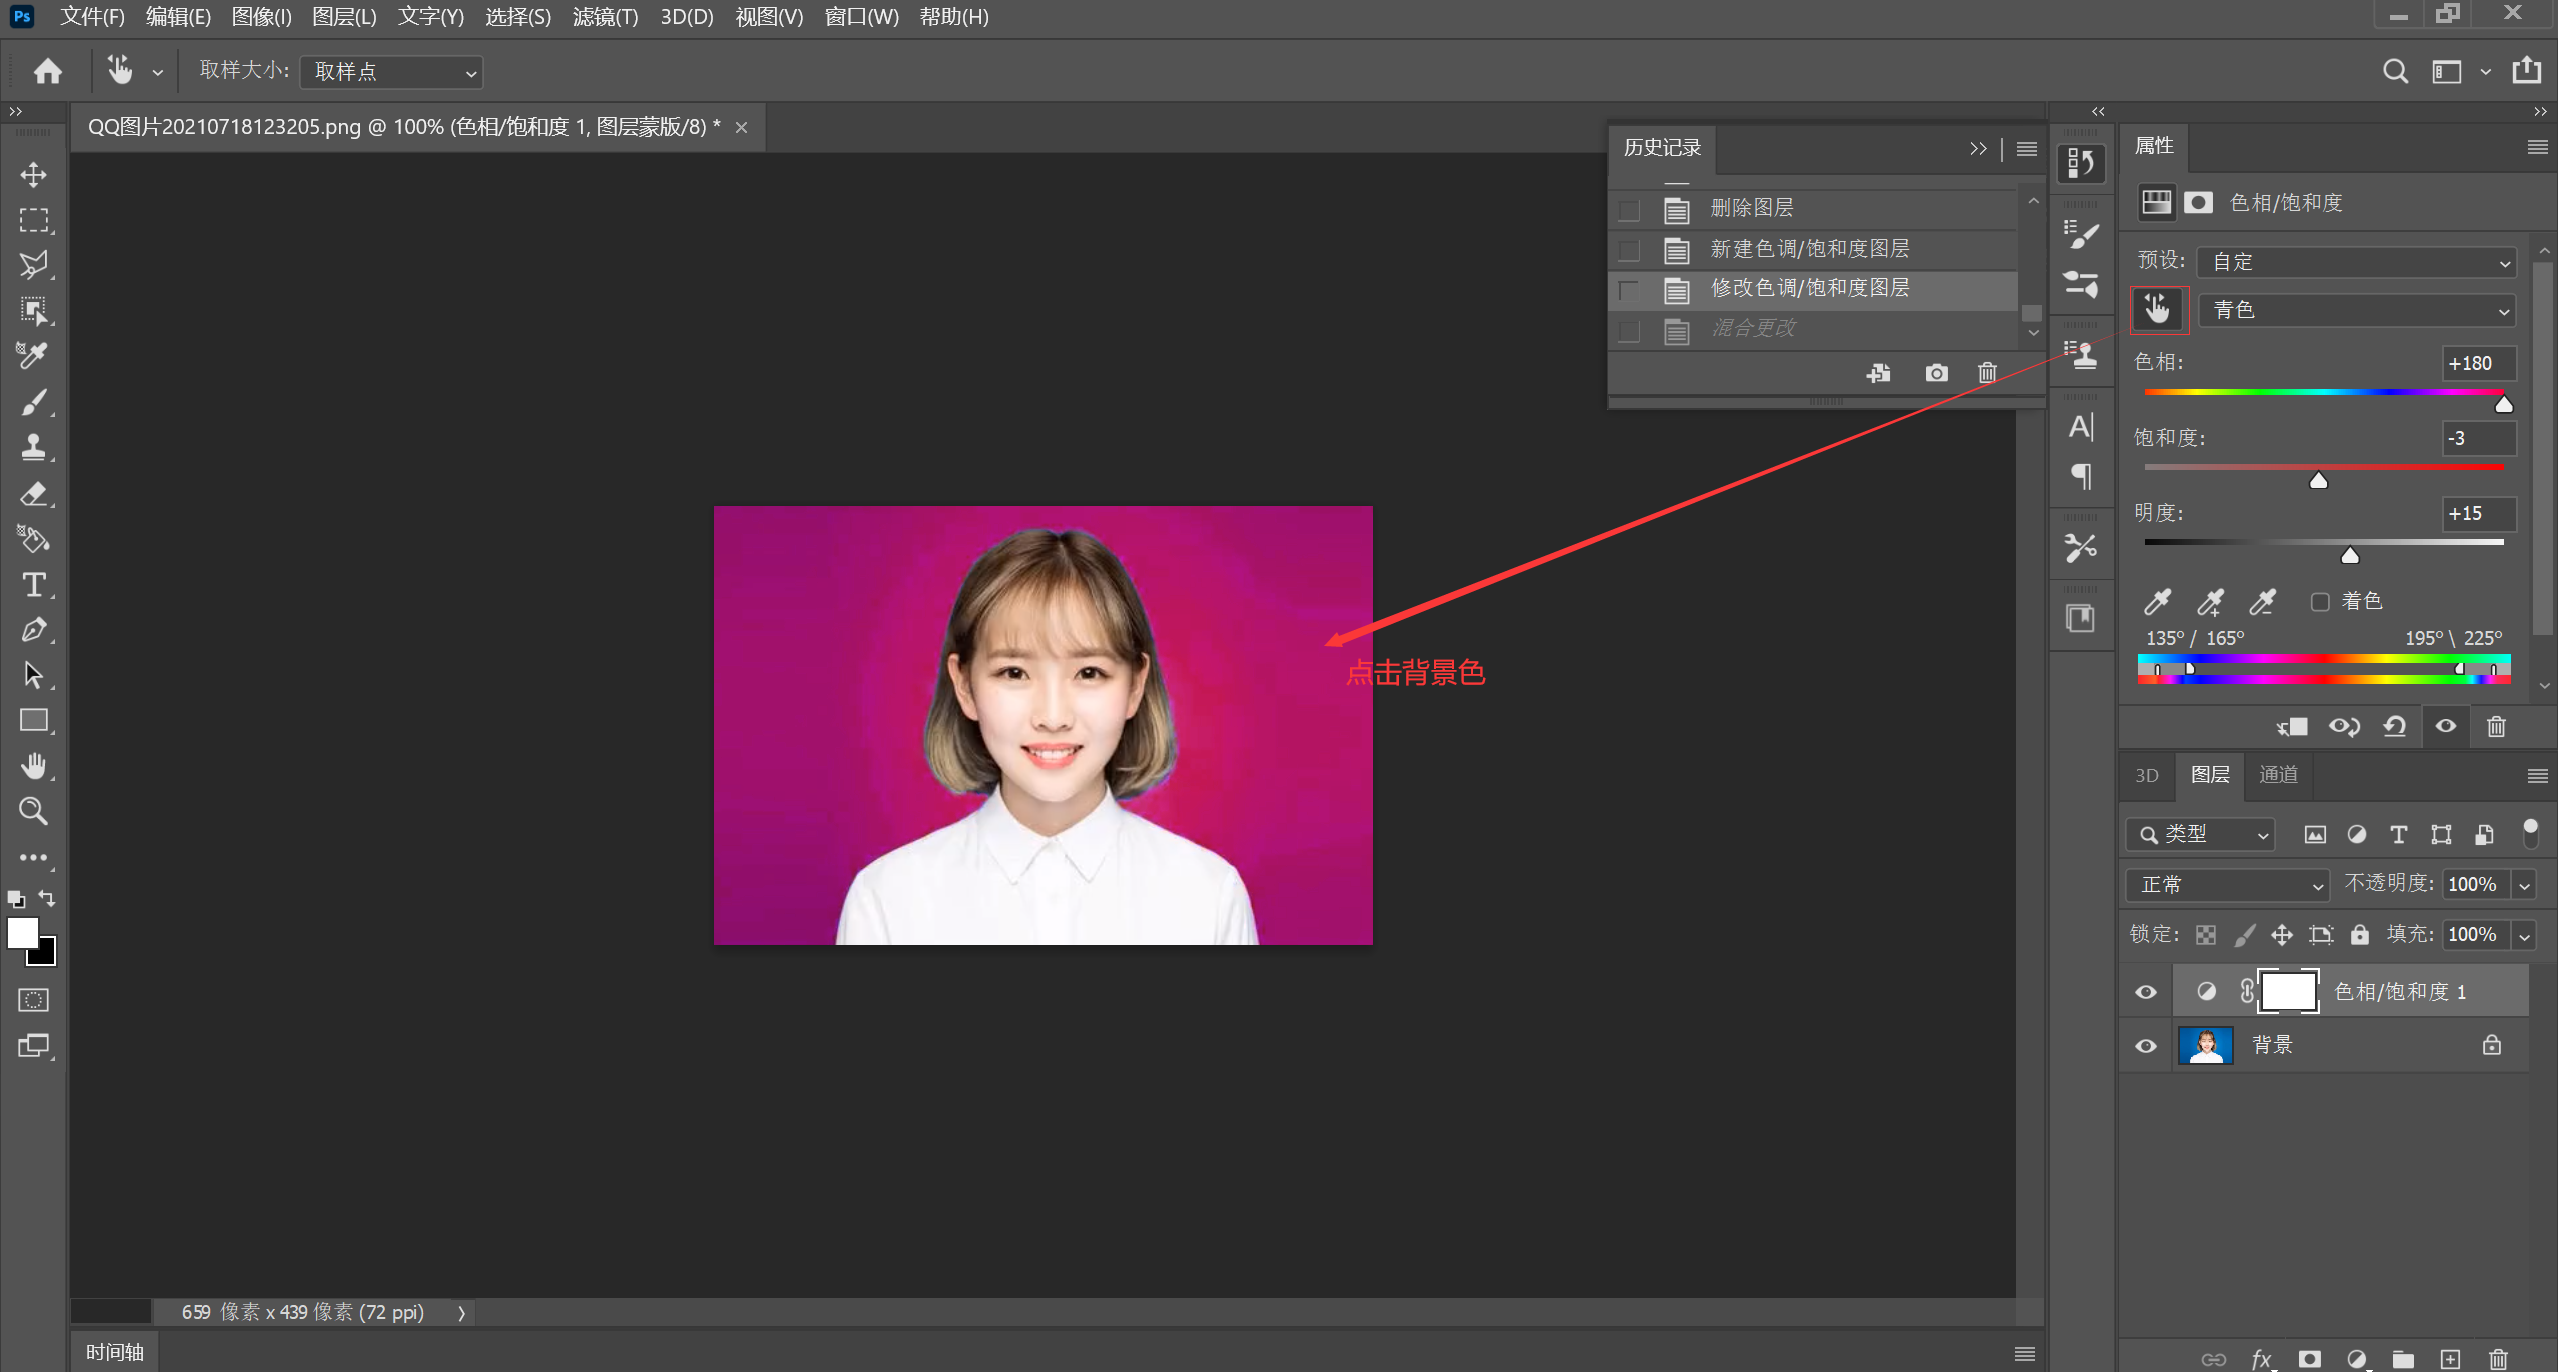 Ps 文件(F) 编辑(E) 图像(I) 图层(L) 文字(Y) 选择(S) 滤镜(T) 3D(D) 视图(V) 窗口(W) 帮助(H)
取样大小: 取样点
QQ图片20210718123205.png @ 100% (色相/饱和度 1, 图层蒙版/8) *
历史记录
删除图层
新建色调/饱和度图层
修改色调/饱和度图层
混合更改
点击背景色
属性
色相/饱和度
预设: 自定
青色
色相: +180
饱和度: -3
明度: +15
着色
135° / 165° 195° \ 225°
3D 图层 通道
类型
正常 不透明度: 100%
锁定: 填充: 100%
色相/饱和度 1
背景
fx
659 像素 x 439 像素 (72 ppi)
时间轴